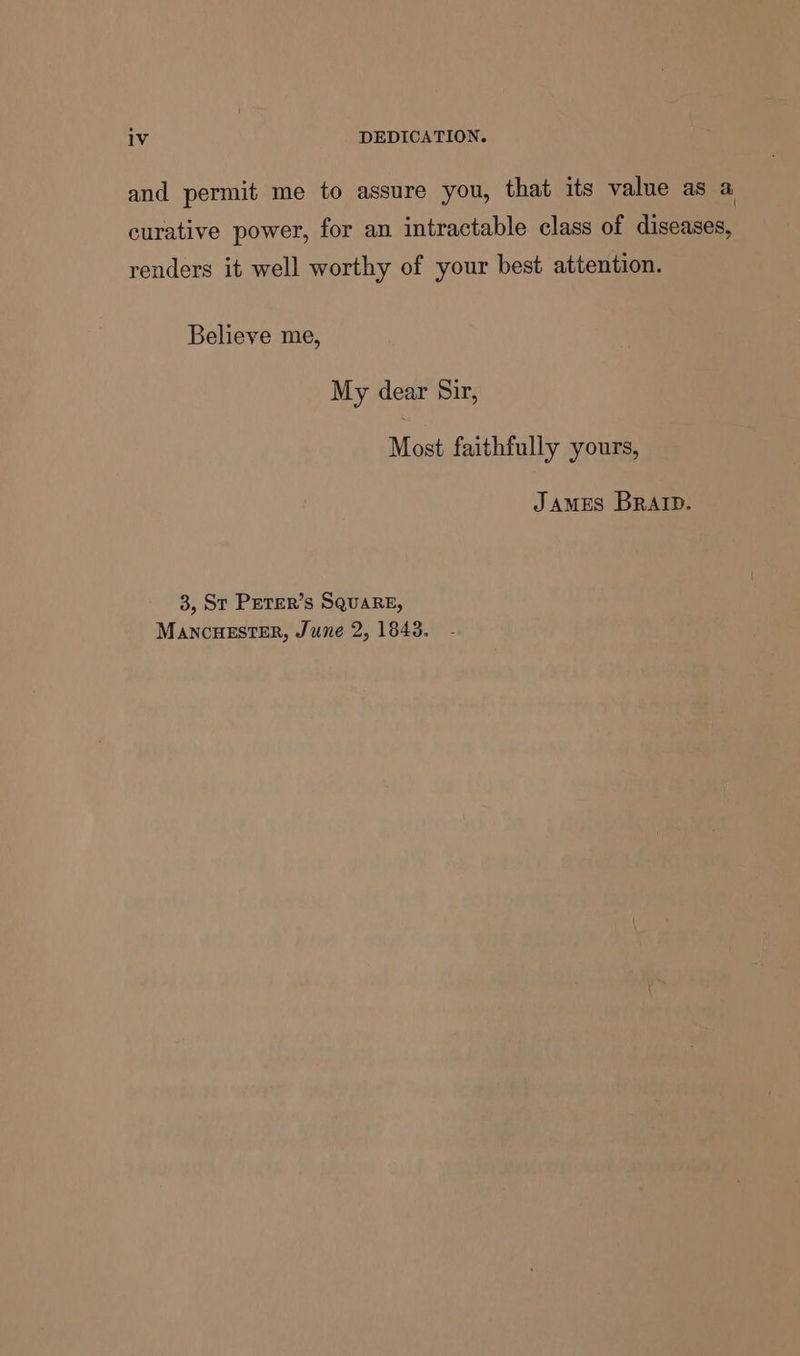 iv DEDICATION.
and permit me to assure you, that its value as a
curative power, for an intractable class of diseases,
renders it well worthy of your best attention.
Believe me,
My dear Sir,
Most faithfully yours,
JAMES BRAID.
3, ST PETER’S SQUARE,
MANCHESTER, June 2, 1843.